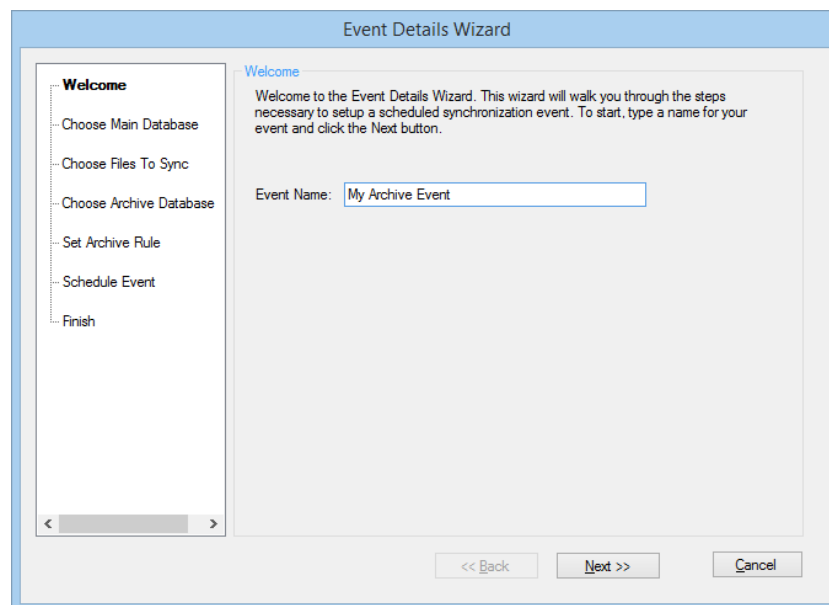 Event Details Wizard
Welcome
Choose Main Database
Choose Files To Sync
Choose Archive Database
Set Archive Rule
Schedule Event
Finish
Welcome
Welcome to the Event Details Wizard. This wizard will walk you through the steps
necessary to setup a scheduled synchronization event. To start, type a name for your
event and click the Next button.
Event Name: My Archive Event
<< Back Next >> Cancel